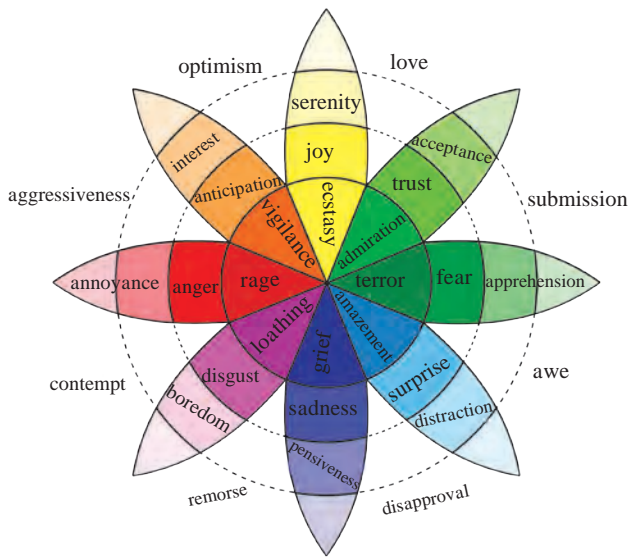 optimism
love
serenity
joy
ecstasy
interest
anticipation
vigilance
acceptance
trust
admiration
aggressiveness
submission
annoyance
anger
rage
terror
fear
apprehension
loathing
disgust
boredom
grief
sadness
pensiveness
amazement
surprise
distraction
contempt
awe
remorse
disapproval